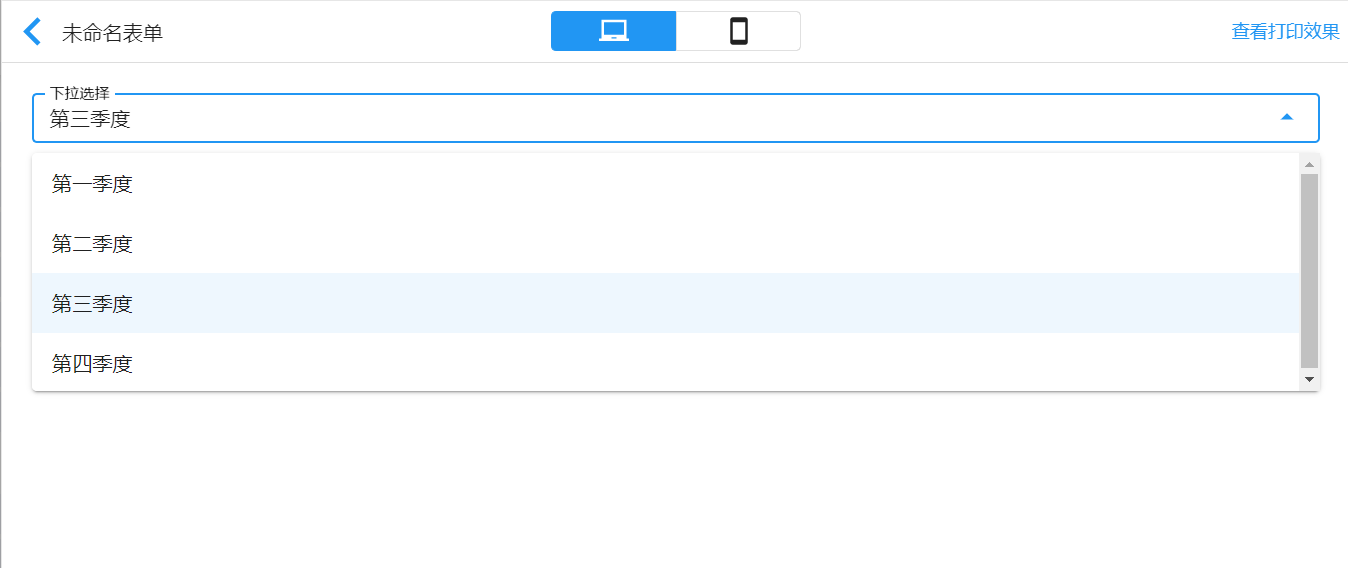 未命名表单
查看打印效果
下拉选择
第三季度
第一季度
第二季度
第三季度
第四季度